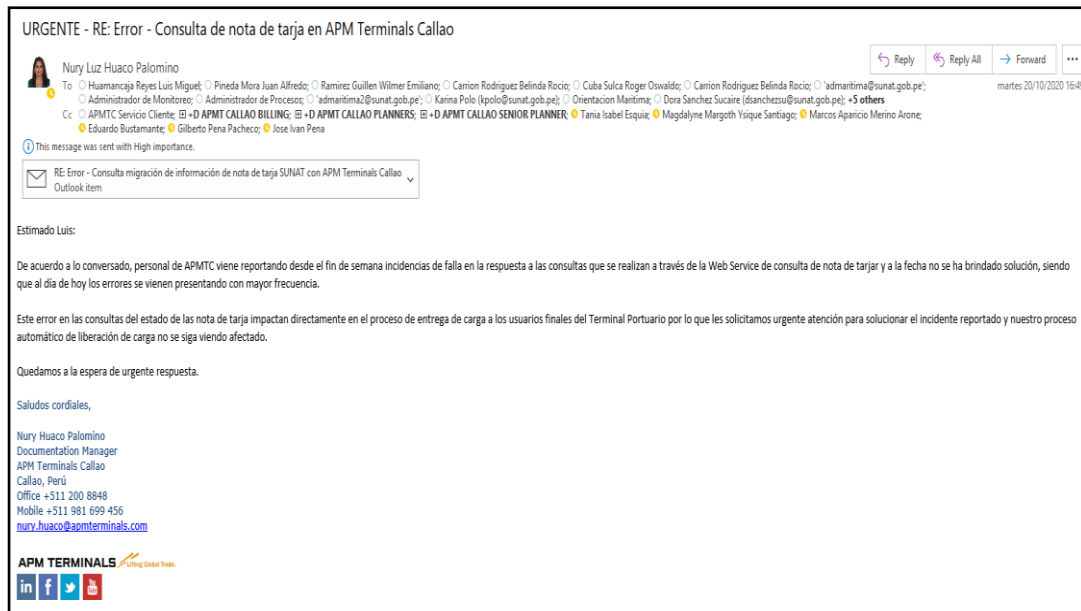 URGENTE - RE: Error - Consulta de nota de tarja en APM Terminals Callao
Reply Reply All Forward ...
Nury Luz Huaco Palomino
To Huamancaja Reyes Luis Miguel; Pineda Mora Juan Alfredo; Ramirez Guillen Wilmer Emiliano; Carrion Rodriguez Belinda Rocio; Cuba Sulca Roger Oswaldo; Carrion Rodriguez Belinda Rocio; 'admaritima@sunat.gob.pe';
martes 20/10/2020 16:49
Administrador de Monitoreo; Administrador de Procesos; 'admaritima2@sunat.gob.pe'; Karina Polo (kpolo@sunat.gob.pe); Orientacion Maritima; Dora Sanchez Sucaire (dsanchezsu@sunat.gob.pe); +5 others
Cc APMTC Servicio Cliente; +D APMT CALLAO BILLING; +D APMT CALLAO PLANNERS; +D APMT CALLAO SENIOR PLANNER; Tania Isabel Esquia; Magdalyne Margoth Ysique Santiago; Marcos Aparicio Merino Arone;
Eduardo Bustamante; Gilberto Pena Pacheco; Jose Ivan Pena
This message was sent with High importance.
RE: Error - Consulta migración de información de nota de tarja SUNAT con APM Terminals Callao
Outlook item
Estimado Luis:
De acuerdo a lo conversado, personal de APMTC viene reportando desde el fin de semana incidencias de falla en la respuesta a las consultas que se realizan a través de la Web Service de consulta de nota de tarjar y a la fecha no se ha brindado solución, siendo
que al día de hoy los errores se vienen presentando con mayor frecuencia.
Este error en las consultas del estado de las nota de tarja impactan directamente en el proceso de entrega de carga a los usuarios finales del Terminal Portuario por lo que les solicitamos urgente atención para solucionar el incidente reportado y nuestro proceso
automático de liberación de carga no se siga viendo afectado.
Quedamos a la espera de urgente respuesta.
Saludos cordiales,
Nury Huaco Palomino
Documentation Manager
APM Terminals Callao
Callao, Perú
Office +511 200 8848
Mobile +511 981 699 456
nury.huaco@apmterminals.com
APM TERMINALS Lifting Global Trade.
in f You